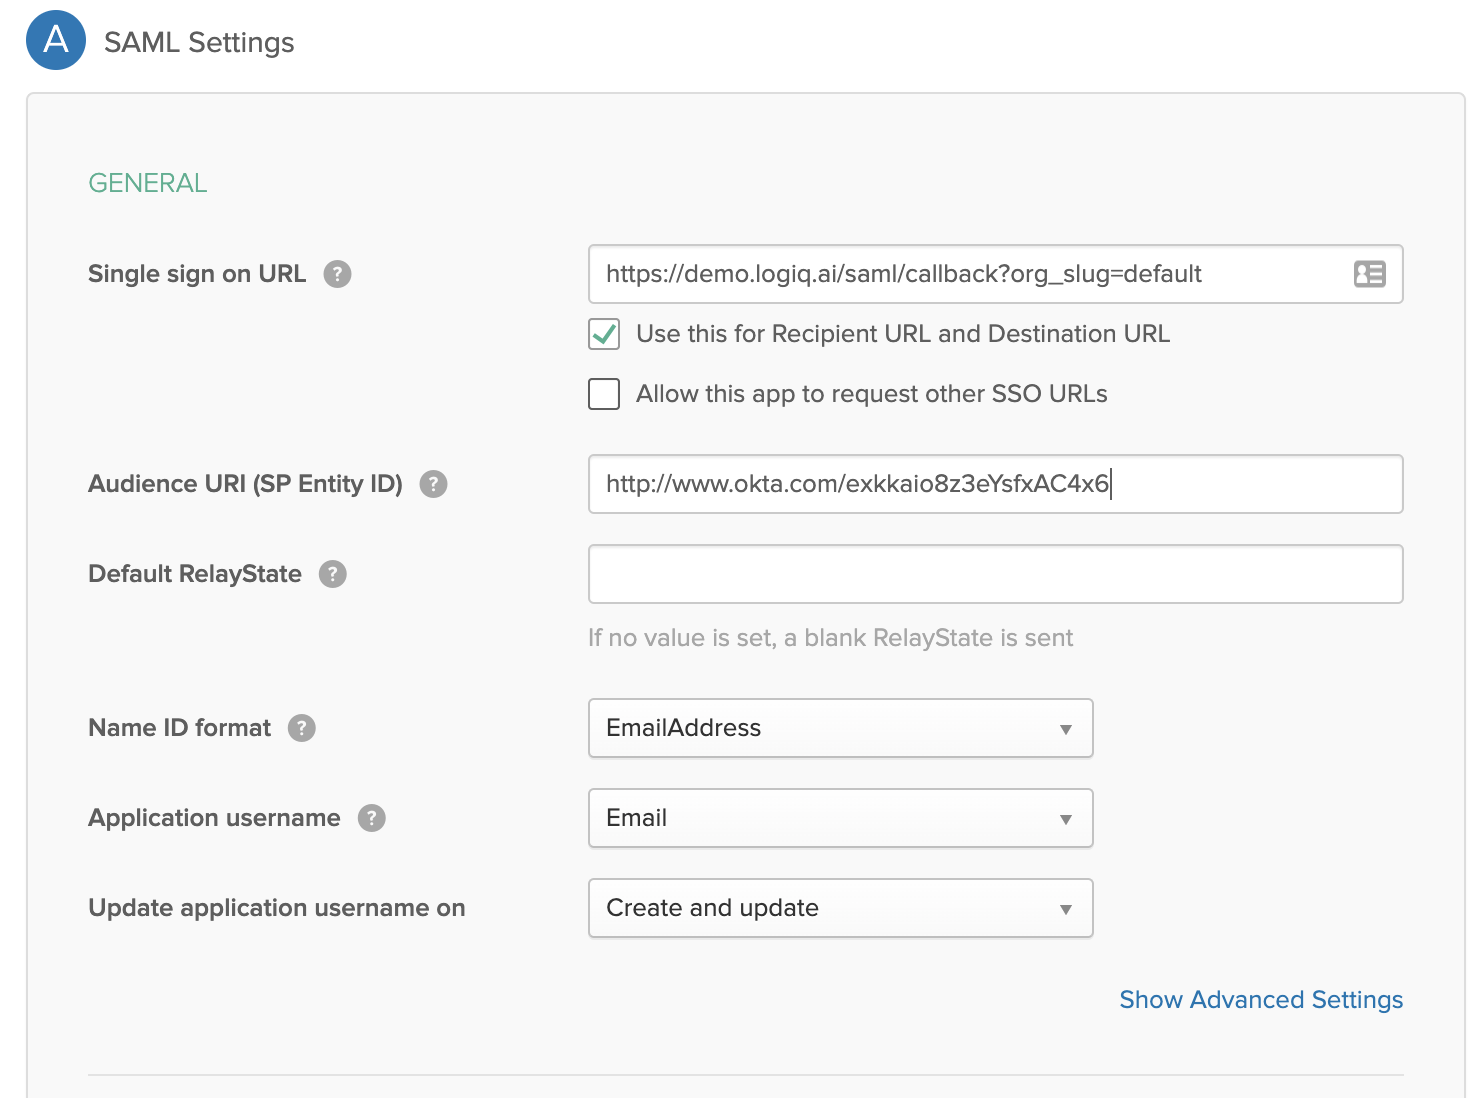 A SAML Settings
GENERAL
Single sign on URL ? https://demo.logiq.ai/saml/callback?org_slug=default
Use this for Recipient URL and Destination URL
Allow this app to request other SSO URLs
Audience URI (SP Entity ID) ? http://www.okta.com/exkkaio8z3eYsfxAC4x6
Default RelayState ?
If no value is set, a blank RelayState is sent
Name ID format ? EmailAddress
Application username ? Email
Update application username on Create and update
Show Advanced Settings